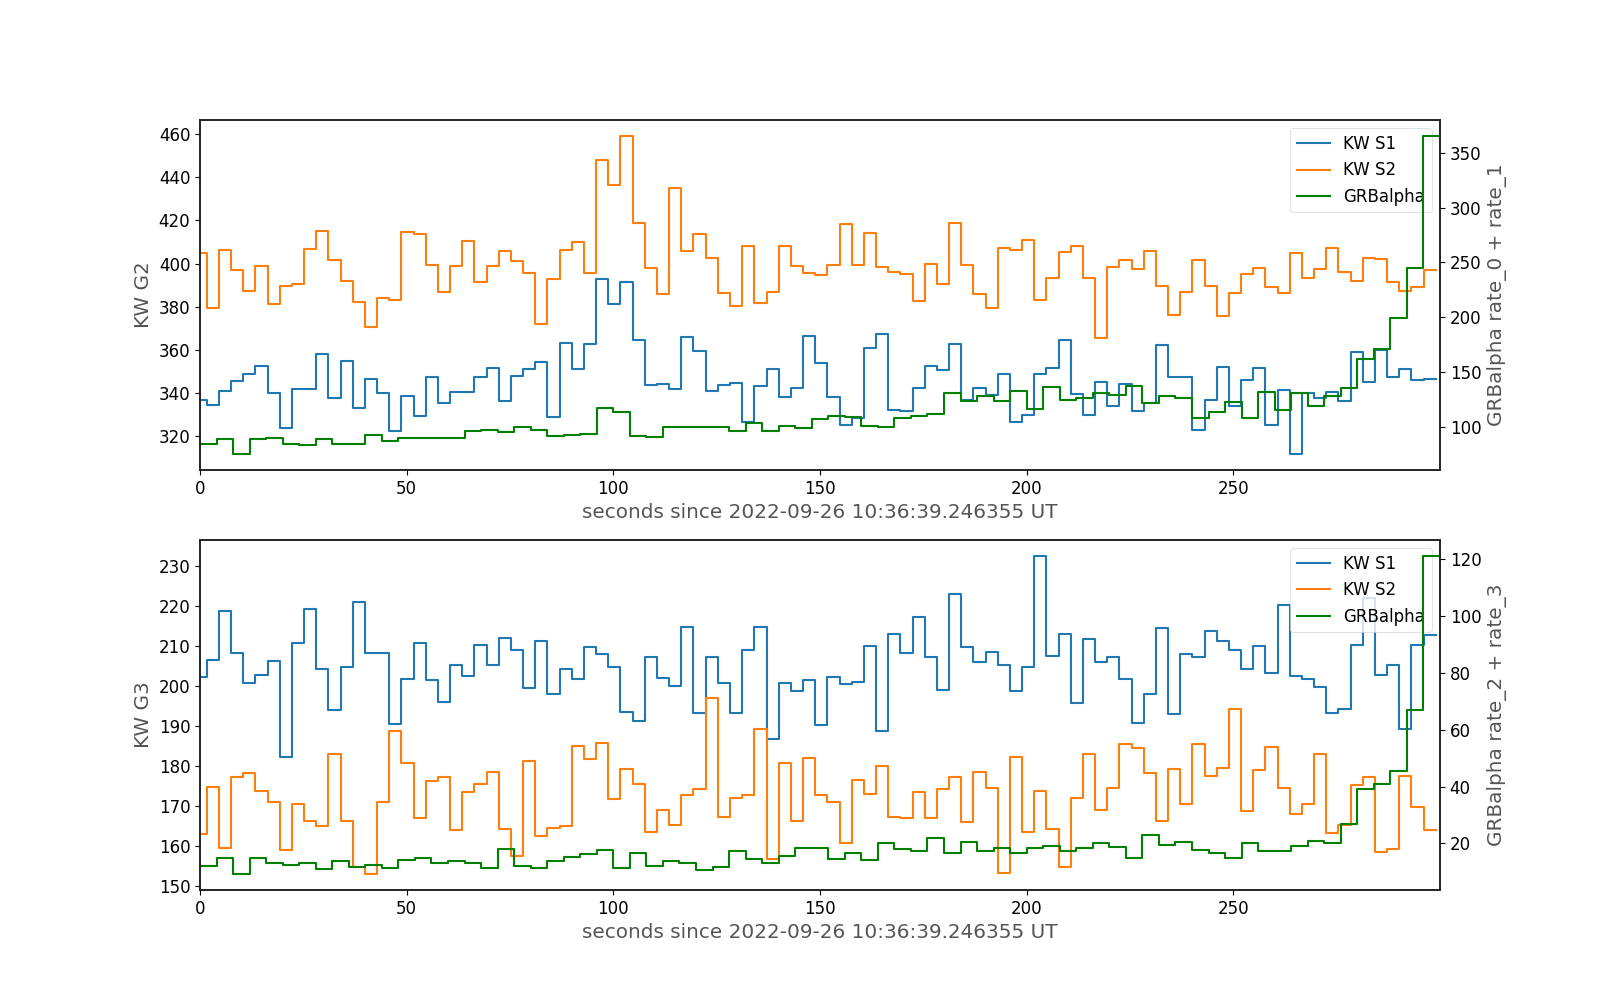 460
440
420
400
380
360
340
320
KW G2
KW S1
KW S2
GRBalpha
350
300
250
200
150
100
GRBalpha rate_0 + rate_1
0 50 100 150 200 250
seconds since 2022-09-26 10:36:39.246355 UT
230
220
210
200
190
180
170
160
150
KW G3
KW S1
KW S2
GRBalpha
120
100
80
60
40
20
GRBalpha rate_2 + rate_3
0 50 100 150 200 250
seconds since 2022-09-26 10:36:39.246355 UT